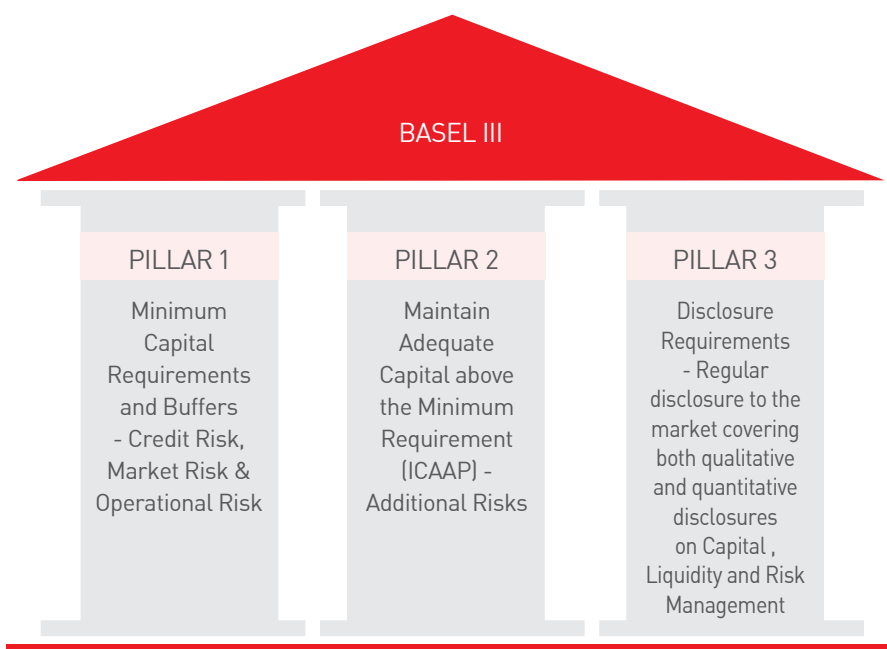 BASEL III
PILLAR 1
Minimum
Capital
Requirements
and Buffers
- Credit Risk,
Market Risk &
Operational Risk
PILLAR 2
Maintain
Adequate
Capital above
the Minimum
Requirement
(ICAAP) -
Additional Risks
PILLAR 3
Disclosure
Requirements
- Regular
disclosure to the
market covering
both qualitative
and quantitative
disclosures
on Capital ,
Liquidity and Risk
Management